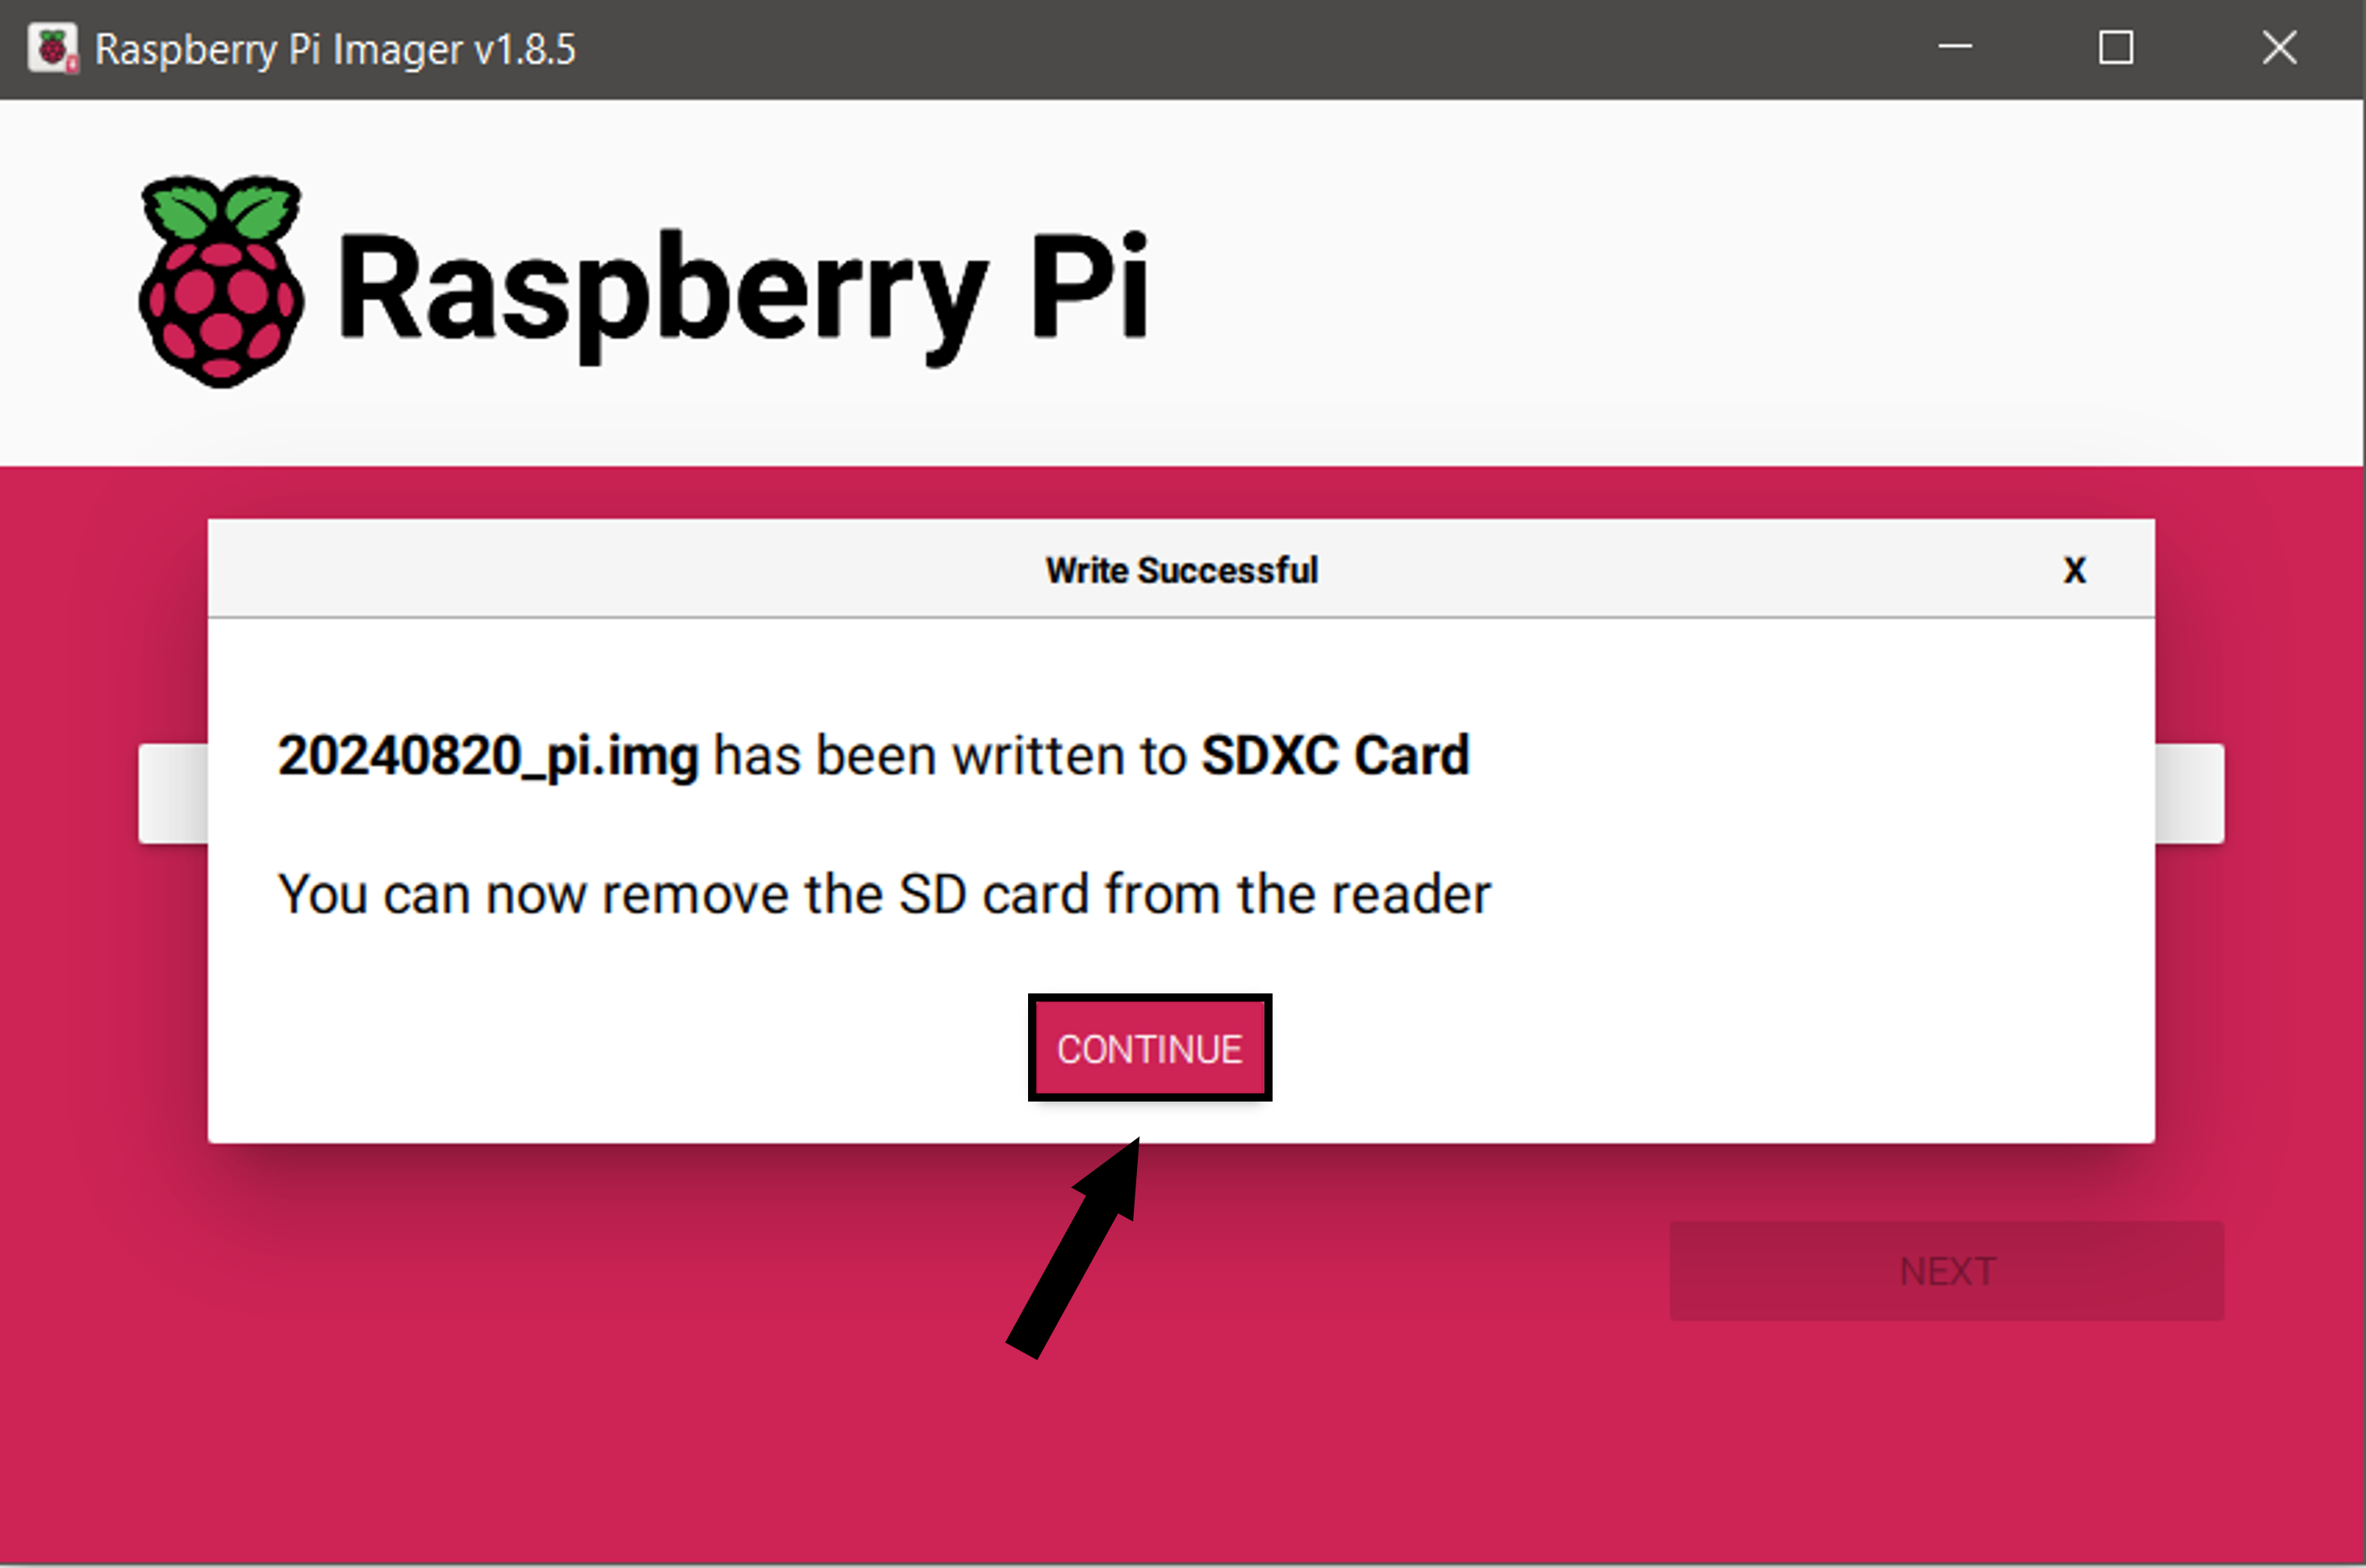 Raspberry Pi Imager v1.8.5
Raspberry Pi
Write Successful X
20240820_pi.img has been written to SDXC Card
You can now remove the SD card from the reader
CONTINUE
NEXT